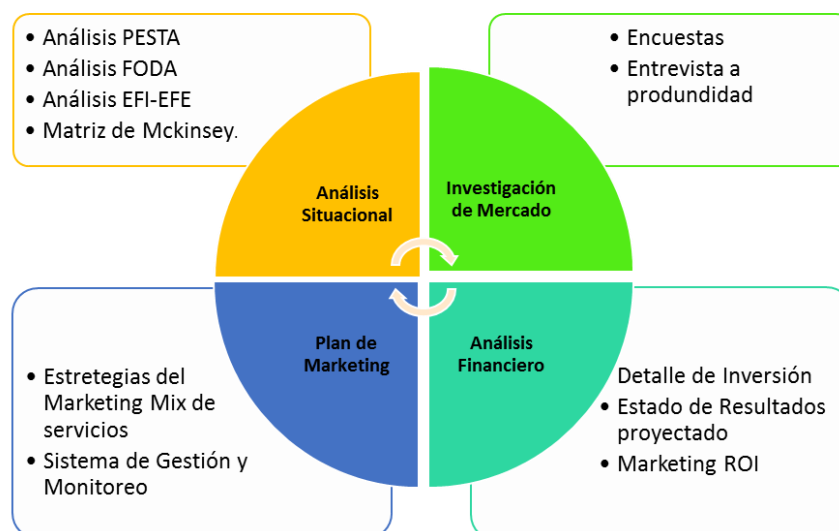 • Análisis PESTA
• Análisis FODA
• Análisis EFI-EFE
• Matriz de Mckinsey.
• Encuestas
• Entrevista a
produndidad
Análisis
Situacional
Investigación
de Mercado
Plan de
Marketing
Análisis
Financiero
• Estretegias del
Marketing Mix de
servicios
• Sistema de Gestión y
Monitoreo
Detalle de Inversión
• Estado de Resultados
proyectado
• Marketing ROI